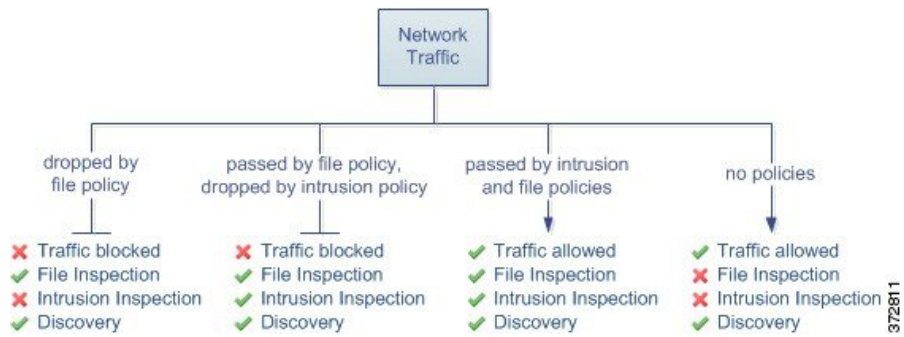 Network
Traffic
dropped by
file policy
passed by file policy,
dropped by intrusion policy
passed by intrusion
and file policies
no policies
Traffic blocked
File Inspection
Intrusion Inspection
Discovery
Traffic blocked
File Inspection
Intrusion Inspection
Discovery
Traffic allowed
File Inspection
Intrusion Inspection
Discovery
Traffic allowed
File Inspection
Intrusion Inspection
Discovery
372811